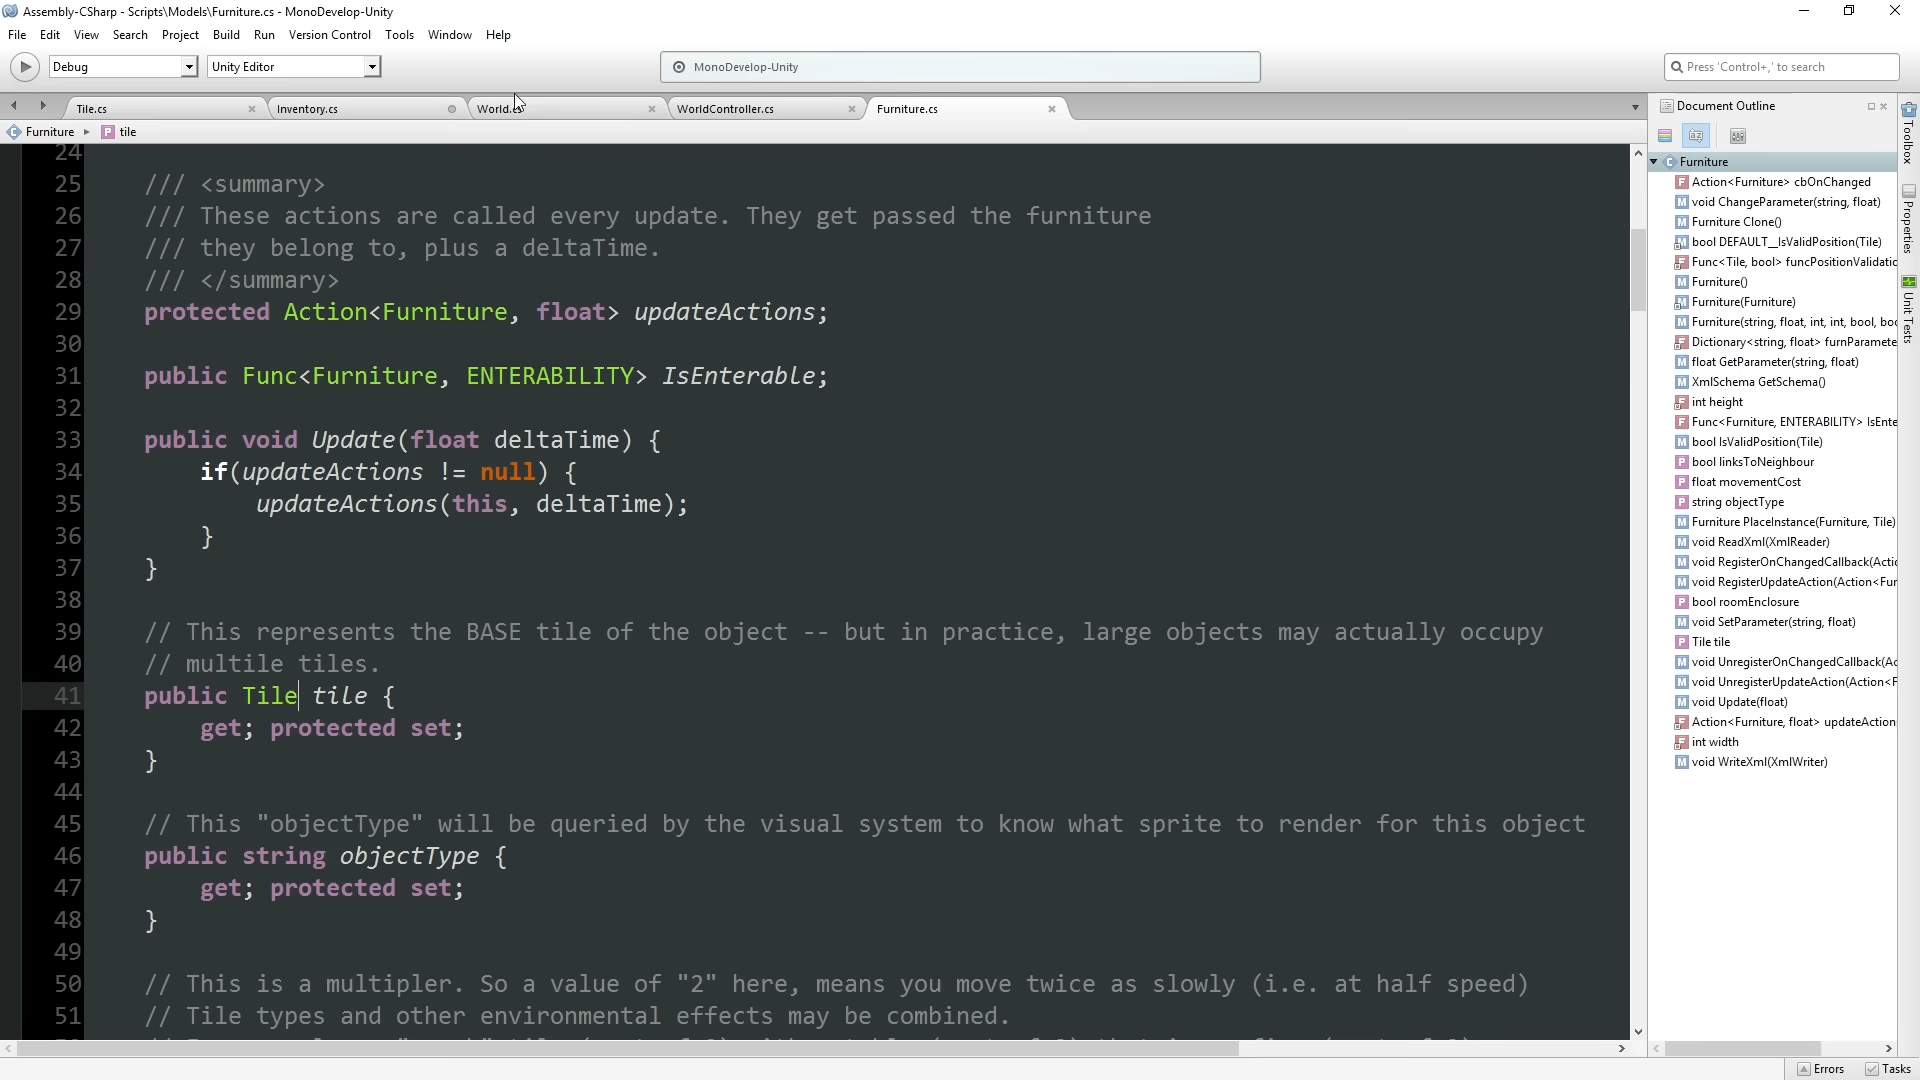 Assembly-CSharp - Scripts\Models\Furniture.cs - MonoDevelop-Unity
File Edit View Search Project Build Run Version Control Tools Window Help
Debug
Unity Editor
MonoDevelop-Unity
Press 'Control+,' to search
Tile.cs
Inventory.cs
World.cs
WorldController.cs
Furniture.cs
Furniture
tile
24
25 /// <summary>
26 /// These actions are called every update. They get passed the furniture
27 /// they belong to, plus a deltaTime.
28 /// </summary>
29 protected Action<Furniture, float> updateActions;
30
31 public Func<Furniture, ENTERABILITY> IsEnterable;
32
33 public void Update(float deltaTime) {
34 if(updateActions != null) {
35 updateActions(this, deltaTime);
36 }
37 }
38
39 // This represents the BASE tile of the object -- but in practice, large objects may actually occupy
40 // multile tiles.
41 public Tile tile {
42 get; protected set;
43 }
44
45 // This "objectType" will be queried by the visual system to know what sprite to render for this object
46 public string objectType {
47 get; protected set;
48 }
49
50 // This is a multipler. So a value of "2" here, means you move twice as slowly (i.e. at half speed)
51 // Tile types and other environmental effects may be combined.
Document Outline
Furniture
Action<Furniture> cbOnChanged
void ChangeParameter(string, float)
Furniture Clone()
bool DEFAULT__IsValidPosition(Tile)
Func<Tile, bool> funcPositionValidatio
Furniture()
Furniture(Furniture)
Furniture(string, float, int, int, bool, boo
Dictionary<string, float> furnParamete
float GetParameter(string, float)
XmlSchema GetSchema()
int height
Func<Furniture, ENTERABILITY> IsEnte
bool IsValidPosition(Tile)
bool linksToNeighbour
float movementCost
string objectType
Furniture PlaceInstance(Furniture, Tile)
void ReadXml(XmlReader)
void RegisterOnChangedCallback(Actio
void RegisterUpdateAction(Action<Fur
bool roomEnclosure
void SetParameter(string, float)
Tile tile
void UnregisterOnChangedCallback(Ac
void UnregisterUpdateAction(Action<F
void Update(float)
Action<Furniture, float> updateAction
int width
void WriteXml(XmlWriter)
Toolbox
Properties
Unit Tests
Errors
Tasks